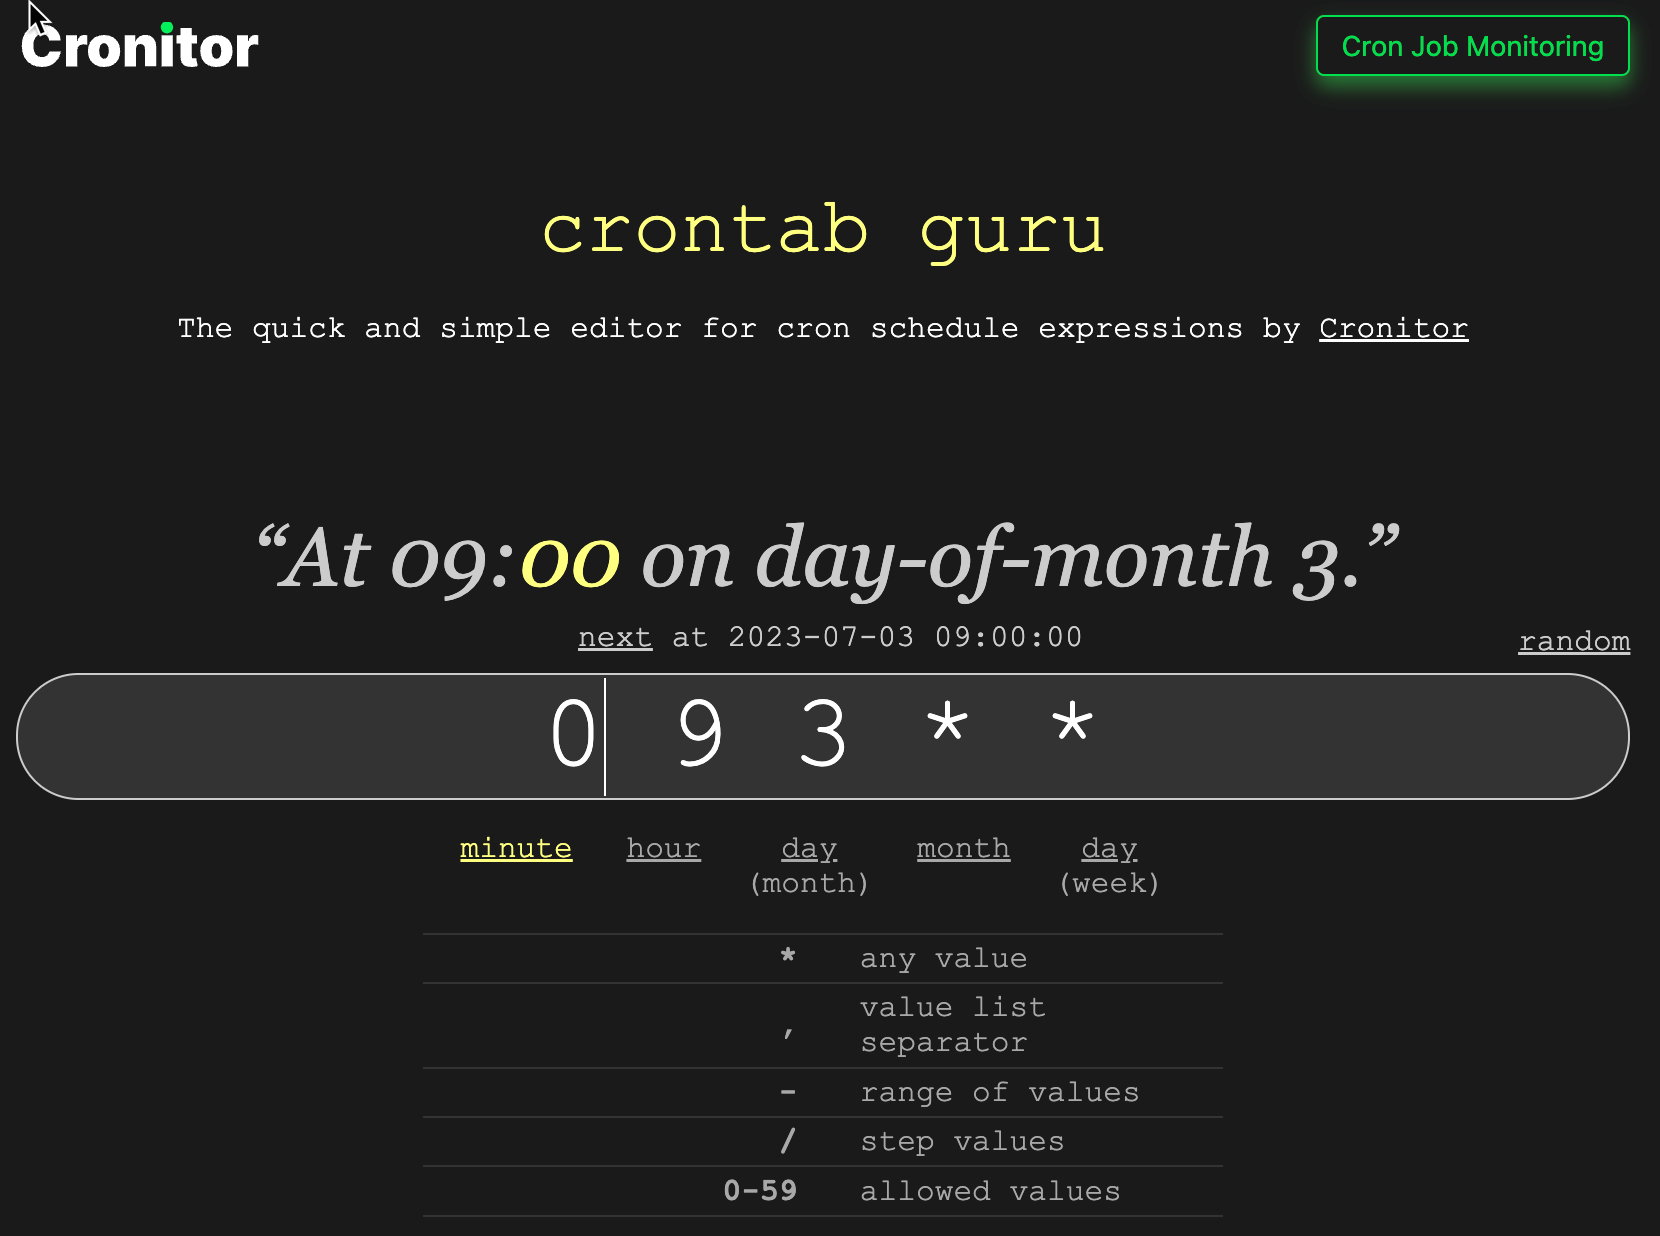 Cronitor
Cron Job Monitoring
crontab guru
The quick and simple editor for cron schedule expressions by Cronitor
“At 09:00 on day-of-month 3.”
next at 2023-07-03 09:00:00
random
0 9 3 * *
minute hour day month day
(month) (week)
* any value
, value list
separator
- range of values
/ step values
0-59 allowed values